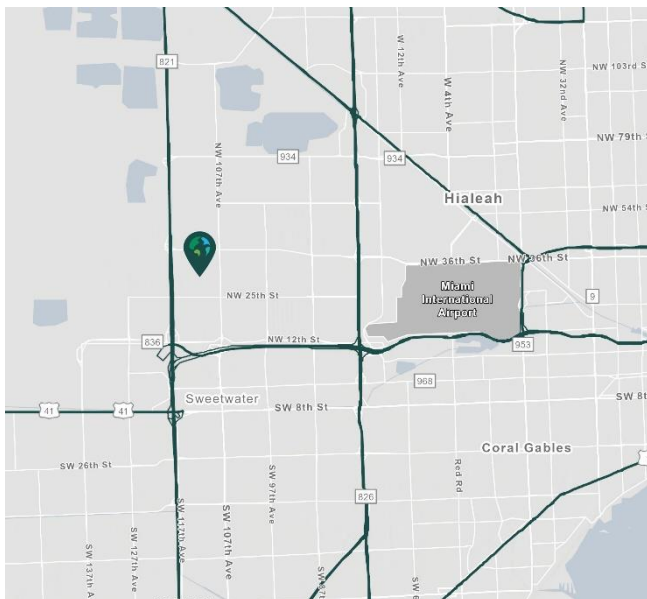 821
W 12th Ave
W 4th Ave
NW 32nd Ave
NW 103rd S
NW 79th S
NW 107th Ave
934
934
Hialeah
NW 54th S
NW 36th St
NW 36th St
Miami
International
Airport
NW 25th St
9
836
NW 12th St
953
Sweetwater
968
41
41
SW 8th St
SW 8t
Coral Gables
SW 26th St
SW 97th Ave
Red Rd
826
SW 117th Ave
SW 107th Ave
SW 127th Ave
SW 137th A